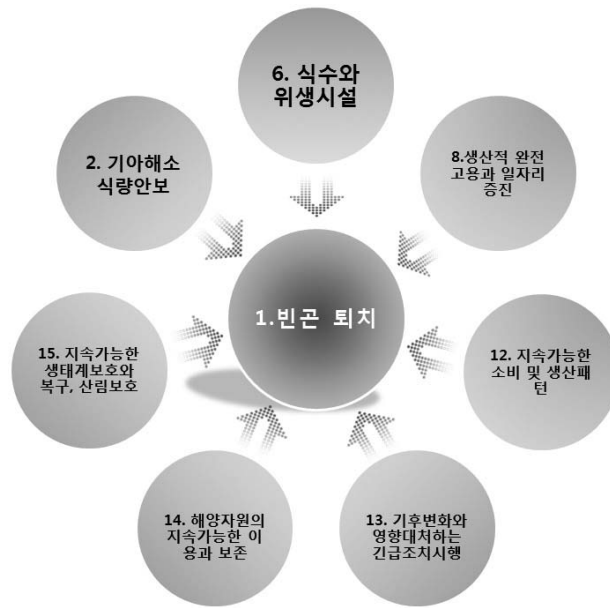 6. 식수와
위생시설
2. 기아해소
식량안보
8.생산적 완전
고용과 일자리
증진
1.빈곤 퇴치
15. 지속가능한
생태계보호와
복구, 산림보호
12. 지속가능한
소비 및 생산패
턴
14. 해양자원의
지속가능한 이
용과 보존
13. 기후변화와
영향대처하는
긴급조치시행